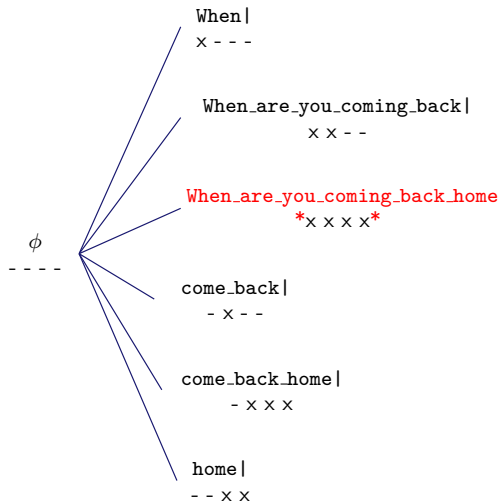 When|
x - - -
When_are_you_coming_back|
x x - -
When_are_you_coming_back_home
*x x x x*
ϕ
- - - -
come_back|
- x - -
come_back_home|
- x x x
home|
- - x x